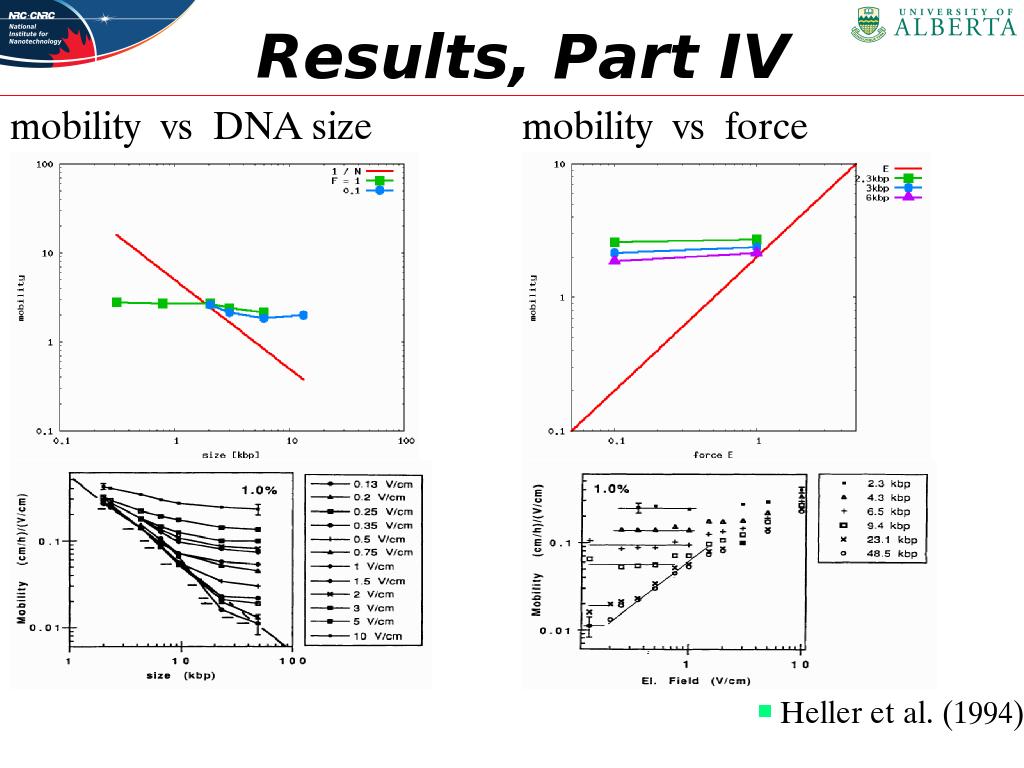 NRC·CNRC
National
Institute for
Nanotechnology
UNIVERSITY OF
ALBERTA
Results, Part IV
mobility vs DNA size
mobility vs force
100
10
1
0.1
mobility
0.1
1
10
100
size [kbp]
1 / N
F = 1
0.1
10
1
0.1
mobility
0.1
1
force E
E
2.3kbp
3kbp
6kbp
Mobility (cm/h)/(V/cm)
0.1
0.01
1.0%
1
10
100
size (kbp)
0.13 V/cm
0.2 V/cm
0.25 V/cm
0.35 V/cm
0.5 V/cm
0.75 V/cm
1 V/cm
1.5 V/cm
2 V/cm
3 V/cm
5 V/cm
10 V/cm
Mobility (cm/h)/(V/cm)
0.1
0.01
1.0%
1
10
El. Field (V/cm)
2.3 kbp
4.3 kbp
6.5 kbp
9.4 kbp
23.1 kbp
48.5 kbp
Heller et al. (1994)